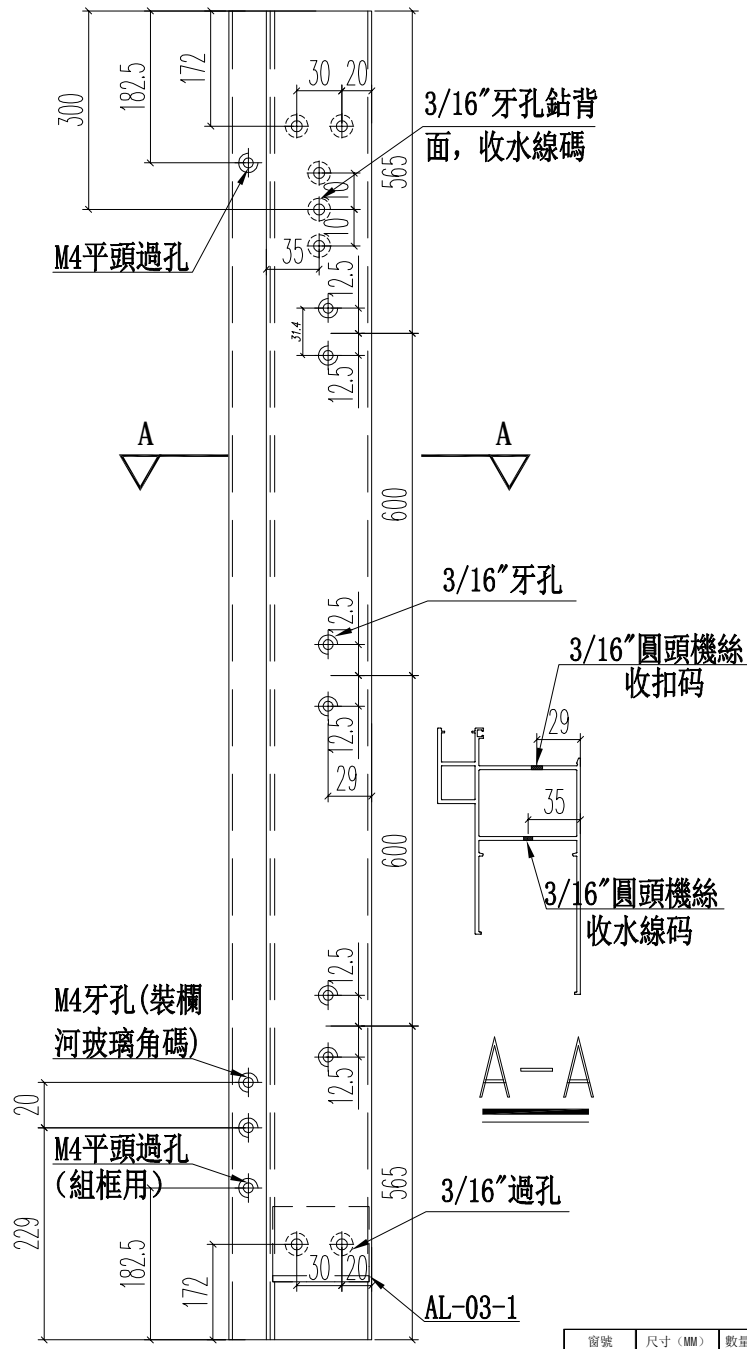 300
182.5
172
30
20
3/16"牙孔鉆背
面，收水線碼
565
10
10
M4平頭過孔
35
12.5
31.4
12.5
A
A
600
3/16"牙孔
12.5
12.5
29
3/16"圓頭機絲
收扣码
29
35
3/16"圓頭機絲
收水線码
600
12.5
12.5
M4牙孔(裝欄
河玻璃角碼)
A-A
20
M4平頭過孔
(組框用)
229
182.5
172
3/16"過孔
565
30
20
AL-03-1
窗號
尺寸（MM）
數量